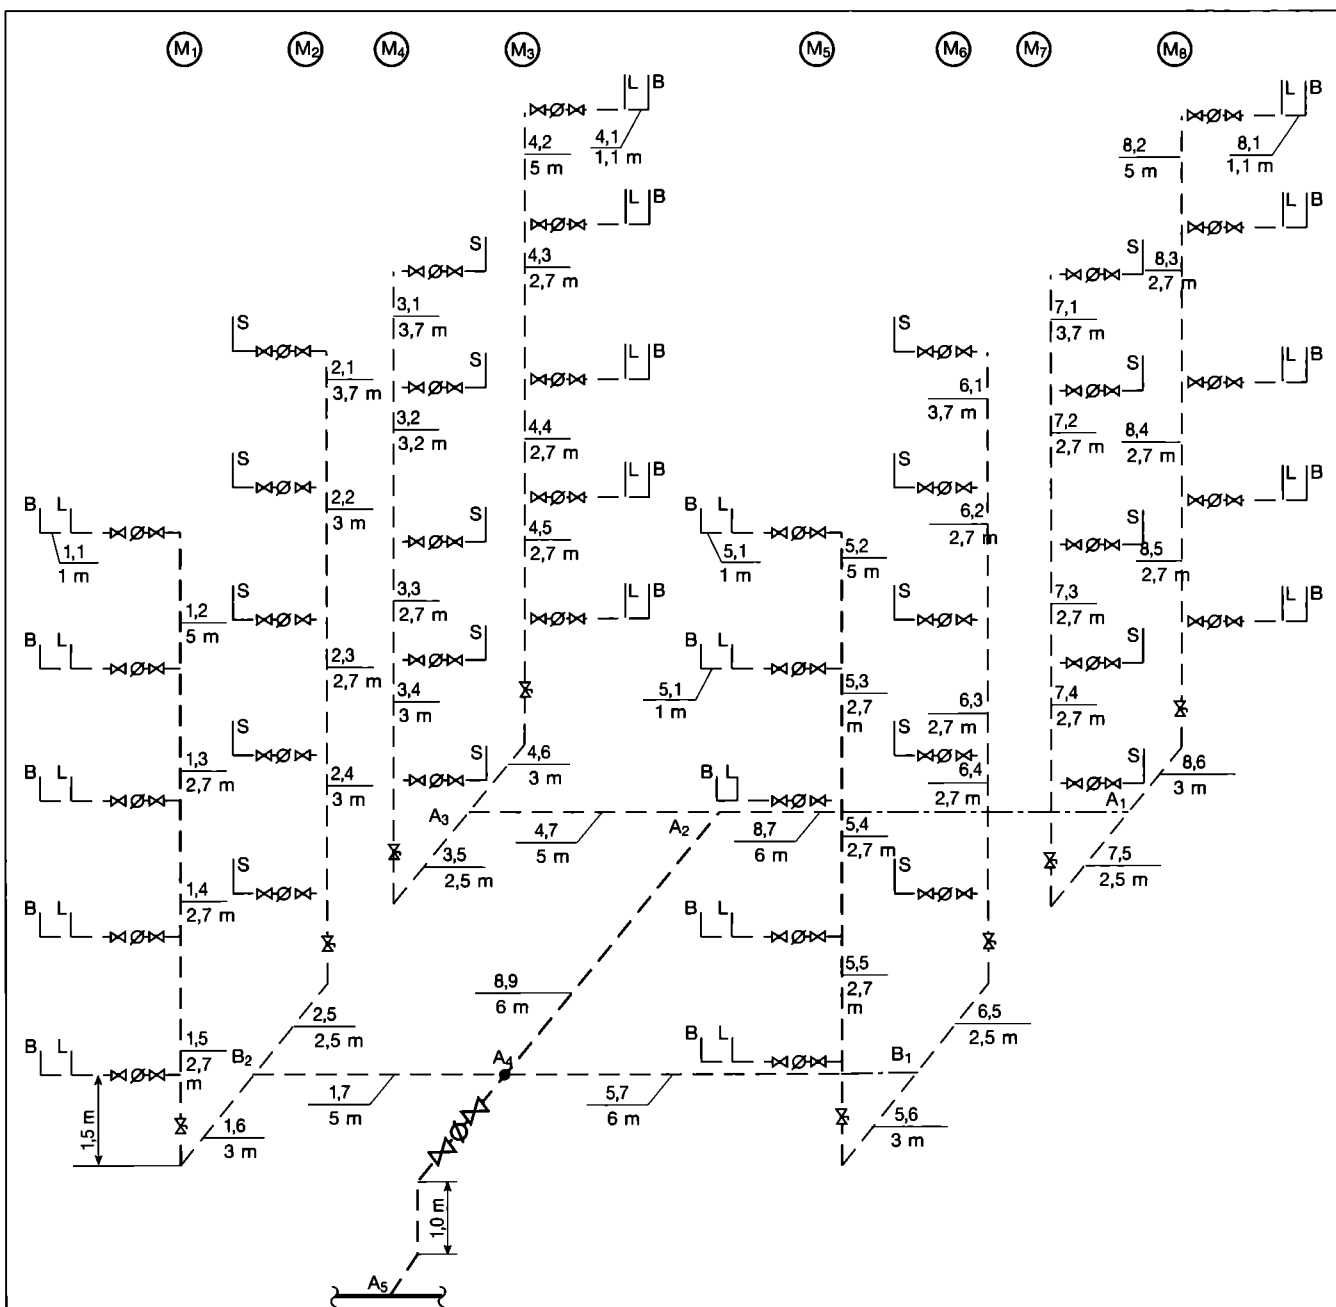 M1 M2 M4 M3 M5 M6 M7 M8
L B L B
4,2 4,1 8,2 8,1
5 m 1,1 m 5 m 1,1 m
L B L B
S S
4,3 8,3
2,7 m 2,7 m
3,1 7,1
3,7 m 3,7 m
S S
2,1 6,1
3,7 m 3,7 m
S L B S L B
3,2 4,4 7,2 8,4
3,2 m 2,7 m 2,7 m 2,7 m
S S
2,2 6,2
3 m 2,7 m
B L S L B B L S L B
1,1 4,5 5,1 5,2 8,5
1 m 2,7 m 1 m 5 m 2,7 m
S L B S L B
1,2 3,3 7,3
5 m 2,7 m 2,7 m
B L S B L S
2,3 5,1 5,3
2,7 m 1 m 2,7
m
3,4 6,3 7,4
3 m 2,7 m 2,7 m
S S S S
1,3 2,4 4,6 6,4 8,6
2,7 m 3 m 3 m 2,7 m 3 m
B L B L
A3 A2 A1
4,7 8,7 5,4
5 m 6 m 2,7 m
S S
3,5 7,5
2,5 m 2,5 m
1,4
2,7 m
B L B L
8,9 5,5
6 m 2,7
m
2,5 6,5
2,5 m 2,5 m
B L B L
1,5 B2 A4 B1
2,7
m
1,7 5,7
5 m 6 m
1,5 m
1,6 5,6
3 m 3 m
1,0 m
A5